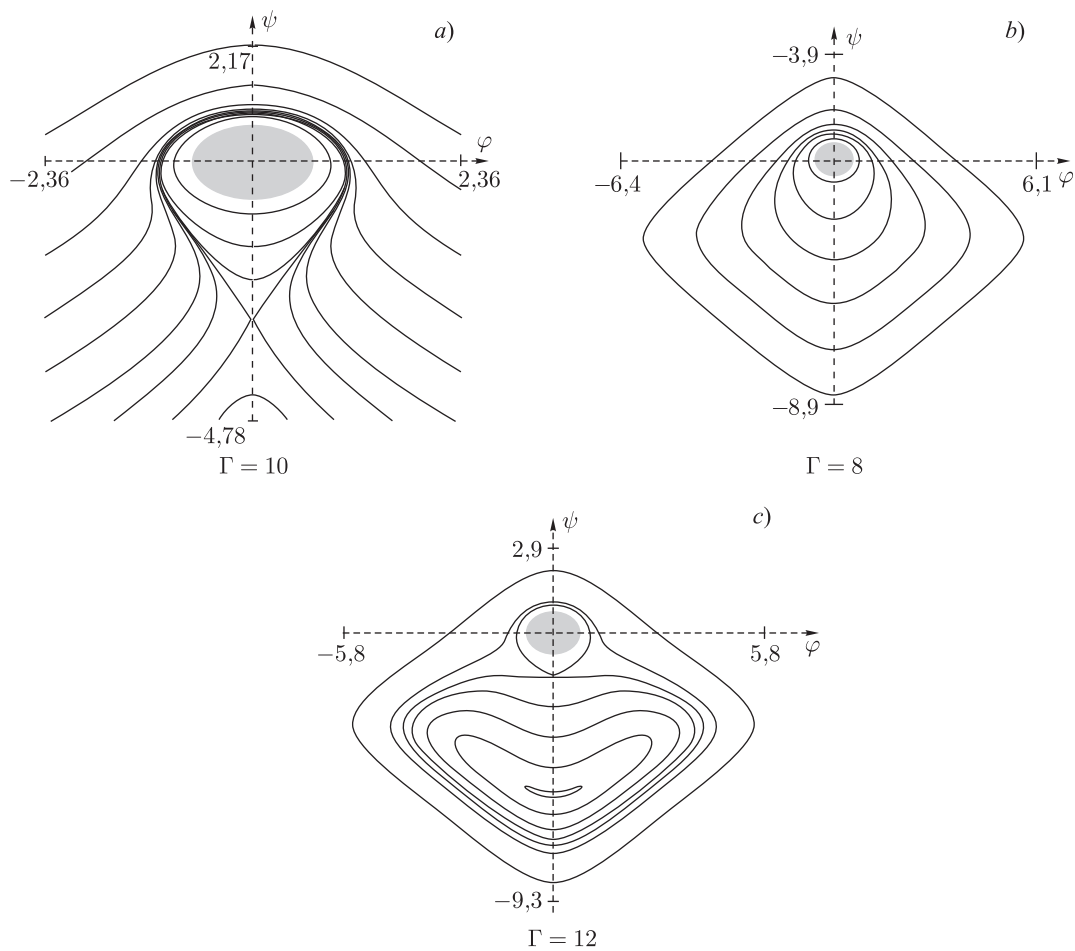 a)
ψ
2,17
φ
−2,36
2,36
−4,78
Γ = 10
b)
ψ
−3,9
−6,4
6,1
φ
−8,9
Γ = 8
c)
ψ
2,9
−5,8
5,8
φ
−9,3
Γ = 12